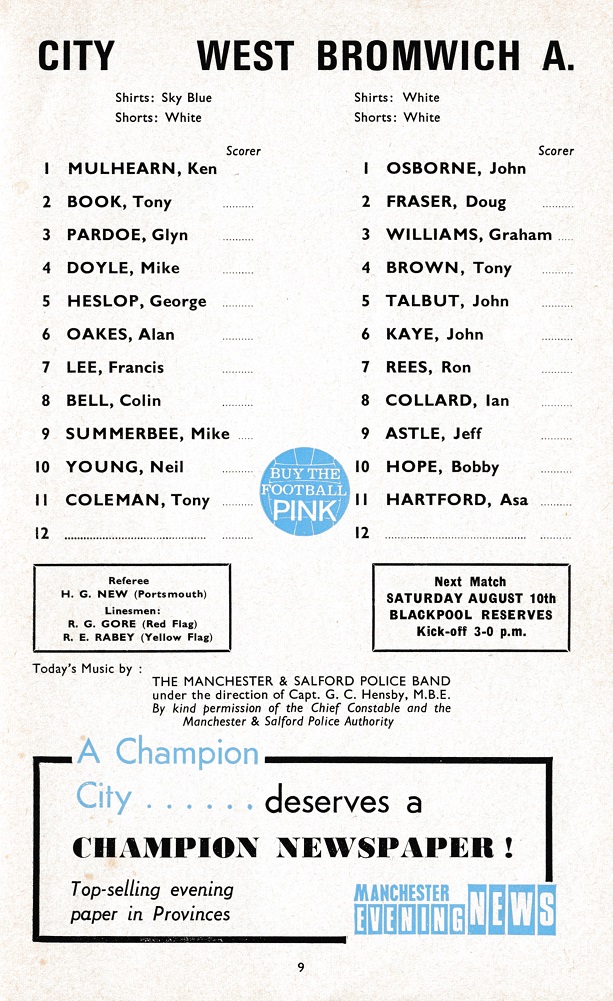 CITY
Shirts: Sky Blue
Shorts: White
Scorer
1 MULHEARN, Ken
2 BOOK, Tony ..........
3 PARDOE, Glyn ..........
4 DOYLE, Mike ..........
5 HESLOP, George ..........
6 OAKES, Alan ..........
7 LEE, Francis ..........
8 BELL, Colin ..........
9 SUMMERBEE, Mike .....
10 YOUNG, Neil ..........
11 COLEMAN, Tony ..........
12 .......................................... ..........
WEST BROMWICH A.
Shirts: White
Shorts: White
Scorer
1 OSBORNE, John
2 FRASER, Doug ..........
3 WILLIAMS, Graham .....
4 BROWN, Tony ..........
5 TALBUT, John ..........
6 KAYE, John ..........
7 REES, Ron ..........
8 COLLARD, Ian ..........
9 ASTLE, Jeff ..........
10 HOPE, Bobby ..........
11 HARTFORD, Asa ..........
12 .......................................... ..........
BUY THE
FOOTBALL
PINK
Referee
H. G. NEW (Portsmouth)
Linesmen:
R. G. GORE (Red Flag)
R. E. RABEY (Yellow Flag)
Next Match
SATURDAY AUGUST 10th
BLACKPOOL RESERVES
Kick-off 3-0 p.m.
Today's Music by :
THE MANCHESTER & SALFORD POLICE BAND
under the direction of Capt. G. C. Hensby, M.B.E.
By kind permission of the Chief Constable and the
Manchester & Salford Police Authority
A Champion
City . . . . . . deserves a
CHAMPION NEWSPAPER !
Top-selling evening
paper in Provinces
MANCHESTER
EVENING NEWS
9